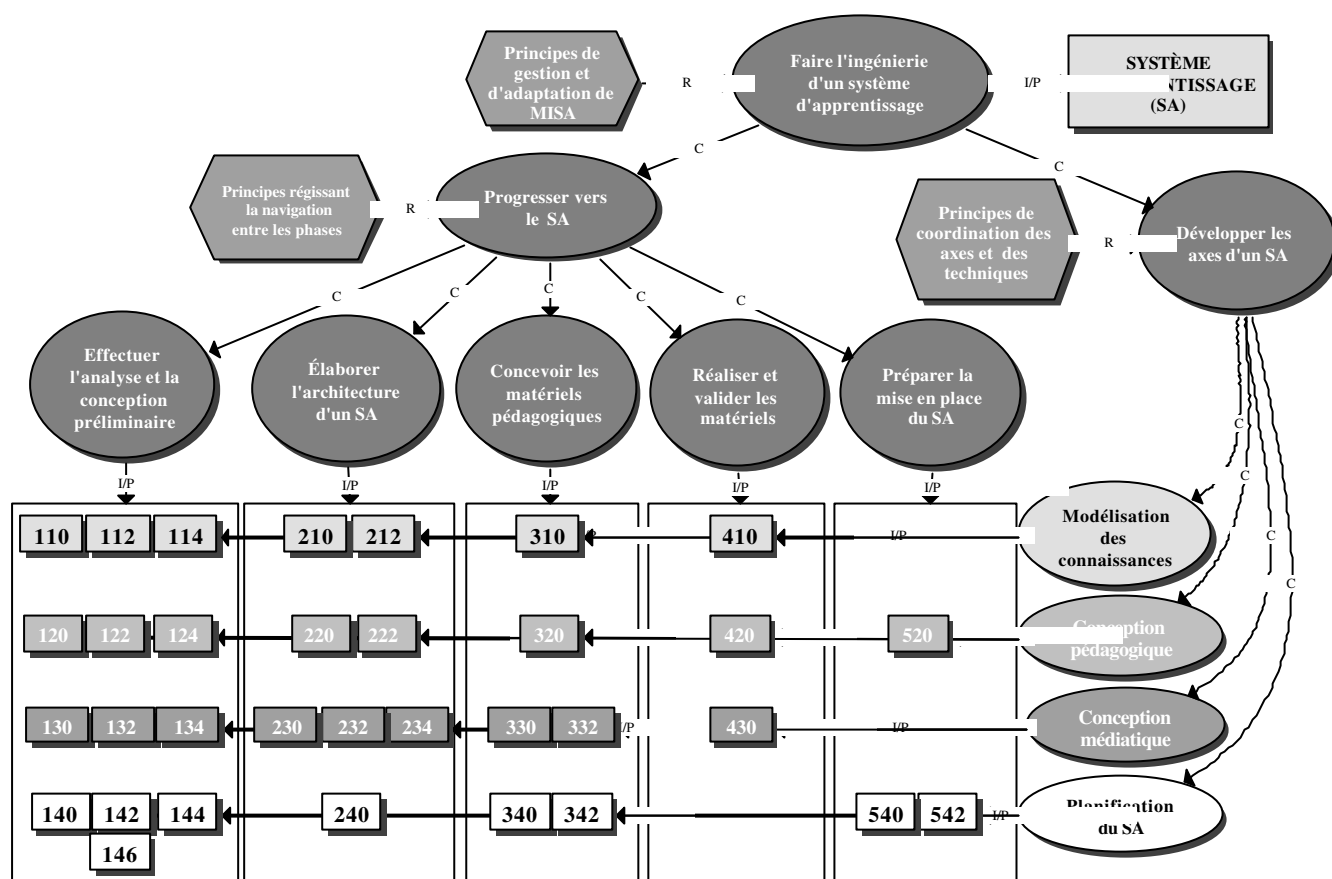 Principes de
gestion et
d'adaptation de
MISA
R
Faire l'ingénierie
d'un système
d'apprentissage
I/P
SYSTÈME
NTISSAGE
(SA)
C
C
Principes régissant
la navigation
entre les phases
R
Progresser vers
le SA
Principes de
coordination des
axes et des
techniques
R
Développer les
axes d'un SA
C
C
C
C
C
Effectuer
l'analyse et la
conception
préliminaire
Élaborer
l'architecture
d'un SA
Concevoir les
matériels
pédagogiques
Réaliser et
valider les
matériels
Préparer la
mise en place
du SA
C
C
C
C
I/P
I/P
I/P
I/P
I/P
110 112 114
210 212
310
410
I/P
Modélisation
des
connaissances
120 122 124
220 222
320
420
520
Conception
pédagogique
130 132 134
230 232 234
330 332
I/P
430
I/P
Conception
médiatique
140 142 144
146
240
340 342
540 542
I/P
Planification
du SA